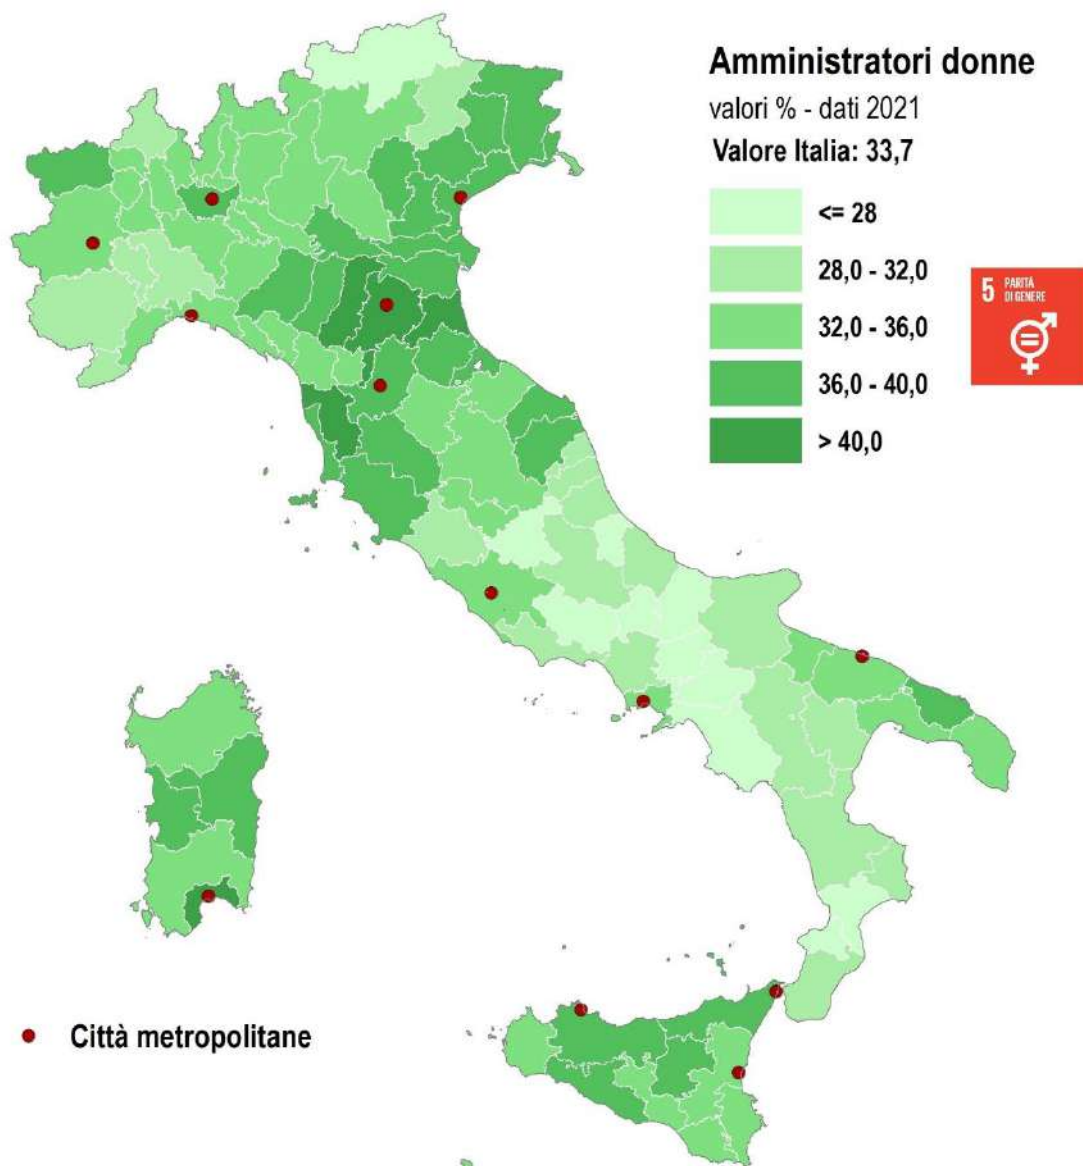 Amministratori donne
valori % - dati 2021
Valore Italia: 33,7
<= 28
28,0 - 32,0
32,0 - 36,0
36,0 - 40,0
> 40,0
5 PARITÀ
DI GENERE
Città metropolitane